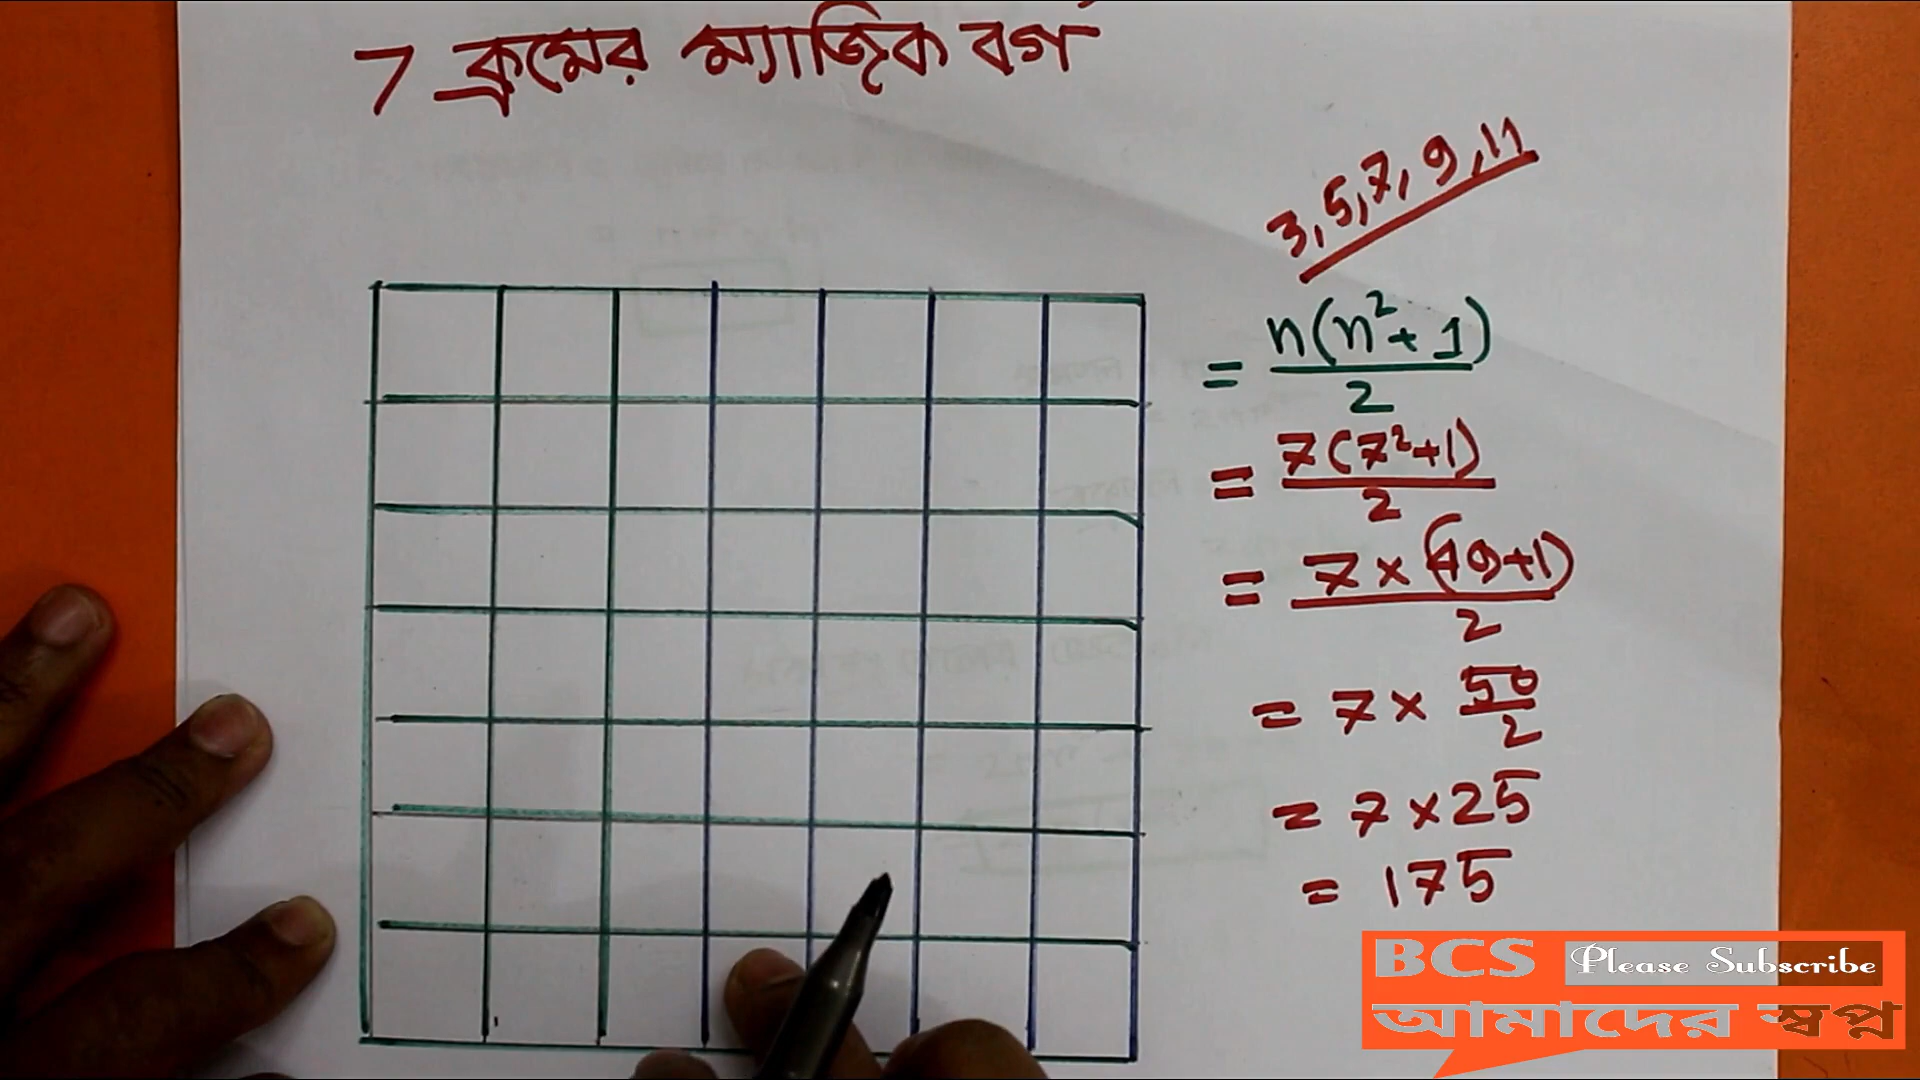 7 ক্রমের ম্যাজিক বর্গ
3, 5, 7, 9, 11
= n(n²+1)/2
= 7(7²+1)/2
= 7 × (49+1)/2
= 7 × 50/2
= 7 × 25
= 175
BCS Please Subscribe
আমাদের স্বপ্ন